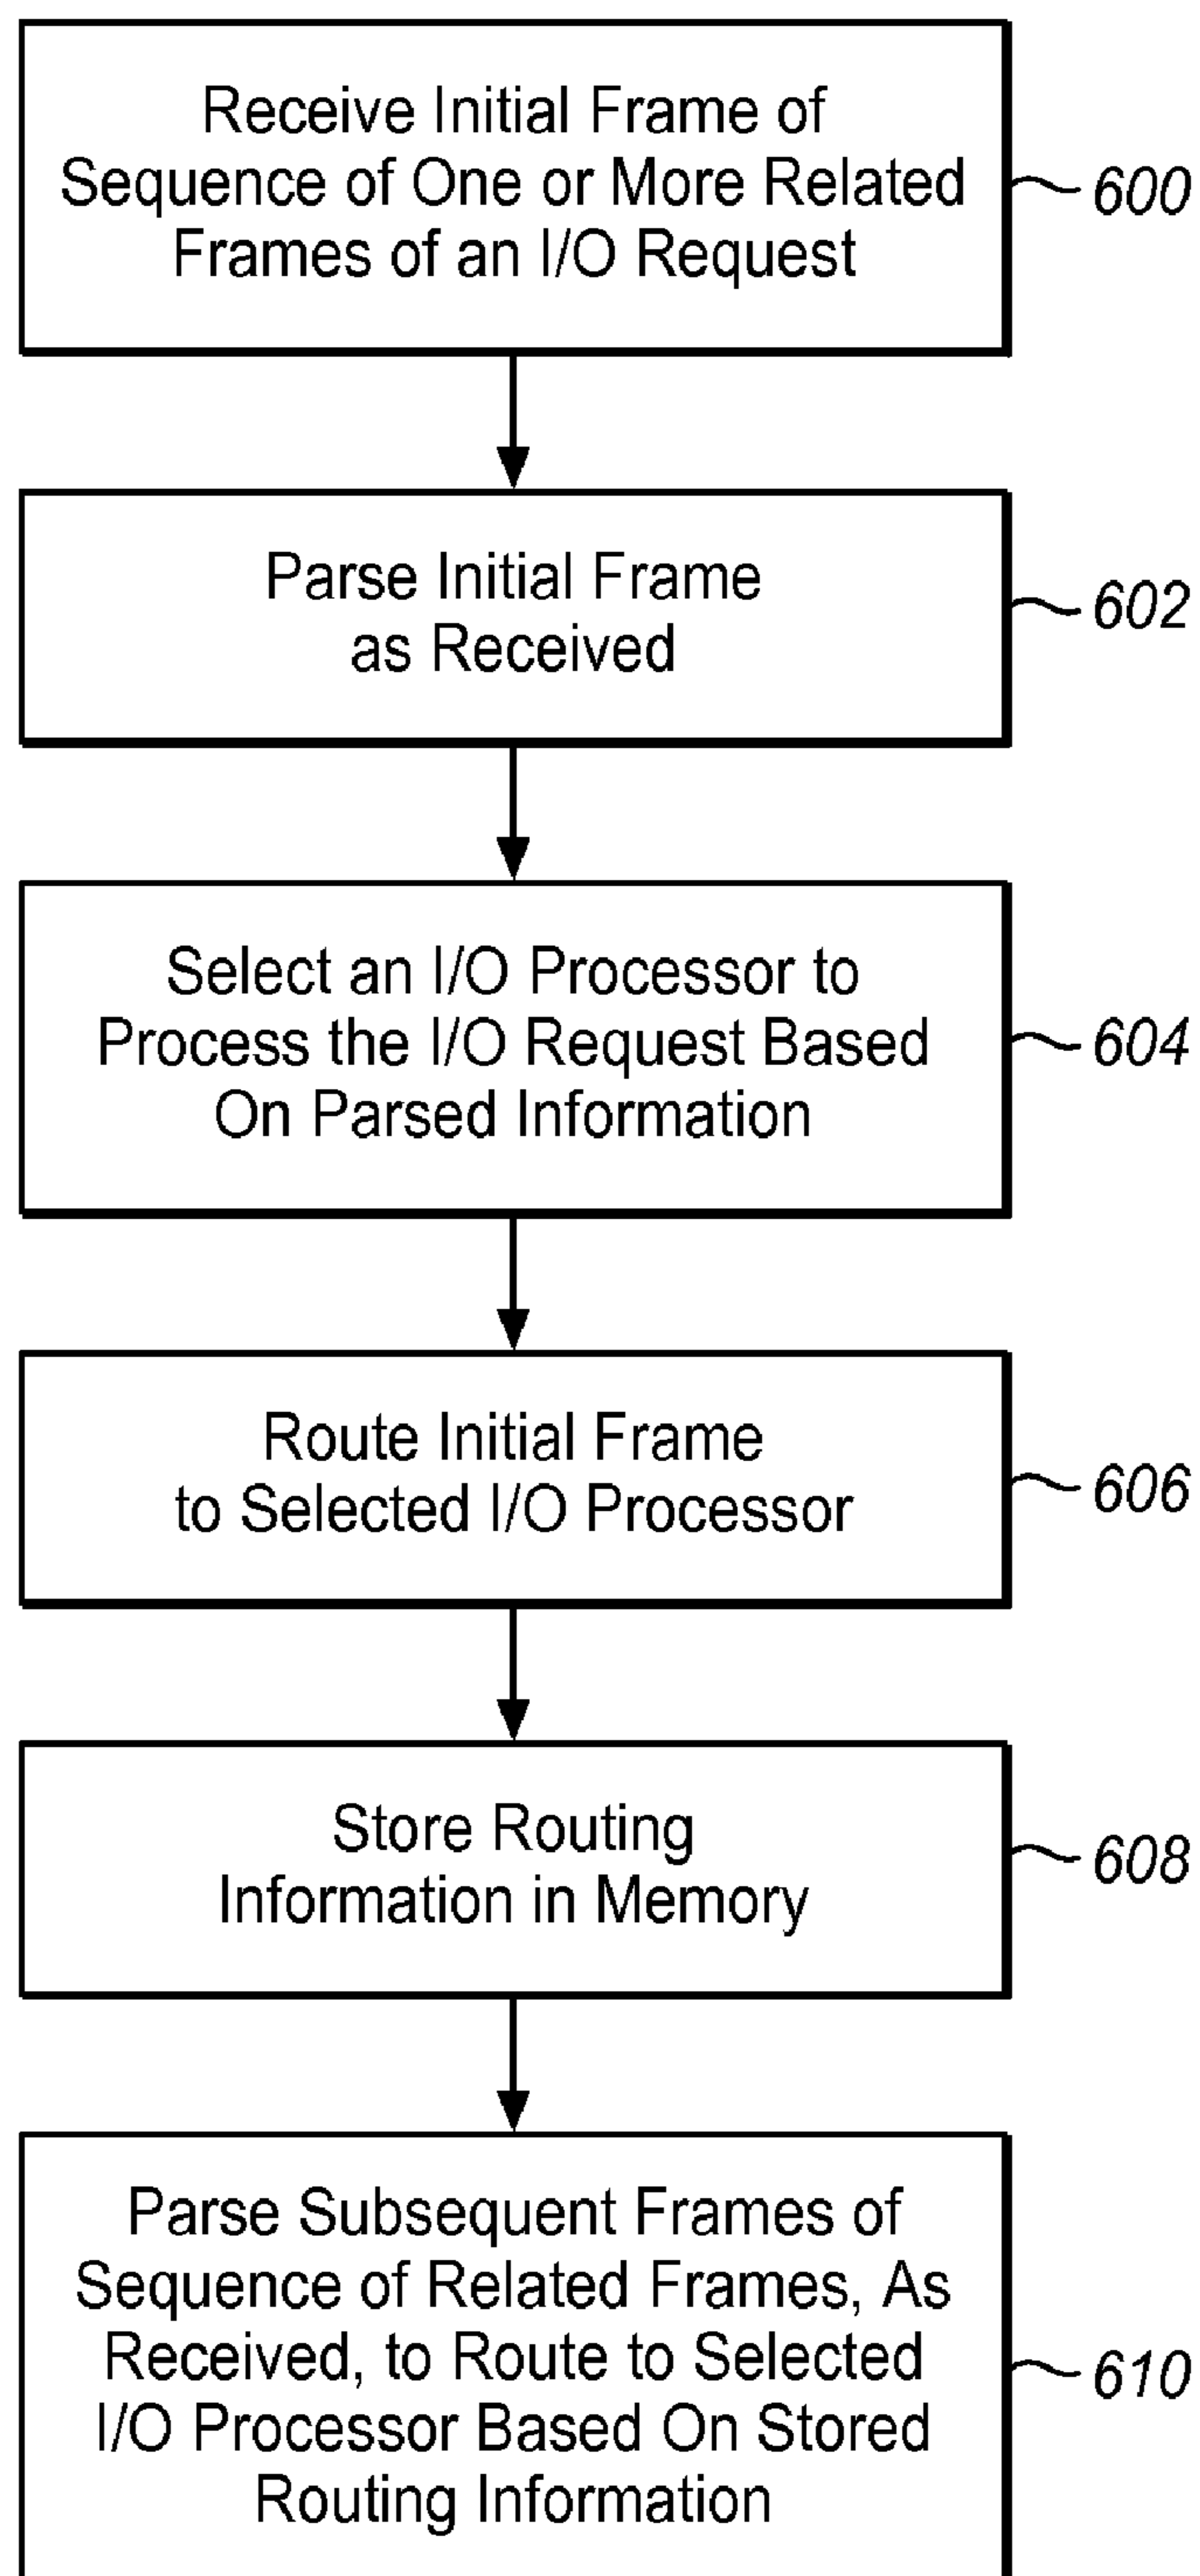 Receive Initial Frame of
Sequence of One or More Related
Frames of an I/O Request
600
Parse Initial Frame
as Received
602
Select an I/O Processor to
Process the I/O Request Based
On Parsed Information
604
Route Initial Frame
to Selected I/O Processor
606
Store Routing
Information in Memory
608
Parse Subsequent Frames of
Sequence of Related Frames, As
Received, to Route to Selected
I/O Processor Based On Stored
Routing Information
610